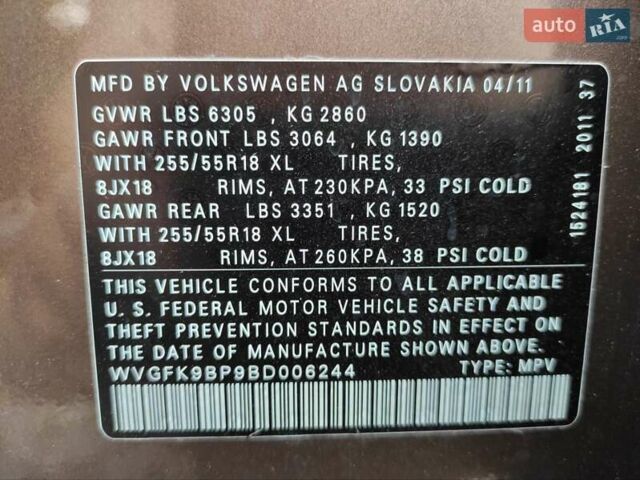 auto RIA
MFD BY VOLKSWAGEN AG SLOVAKIA 04/11
GVWR LBS 6305 , KG 2860
GAWR FRONT LBS 3064 , KG 1390
WITH 255/55R18 XL TIRES,
8JX18 RIMS, AT 230KPA, 33 PSI COLD
GAWR REAR LBS 3351 , KG 1520
WITH 255/55R18 XL TIRES,
8JX18 RIMS, AT 260KPA, 38 PSI COLD
THIS VEHICLE CONFORMS TO ALL APPLICABLE
U. S. FEDERAL MOTOR VEHICLE SAFETY AND
THEFT PREVENTION STANDARDS IN EFFECT ON
THE DATE OF MANUFACTURE SHOWN ABOVE.
WVGFK9BP9BD006244 TYPE: MPV
1524181 2011 37